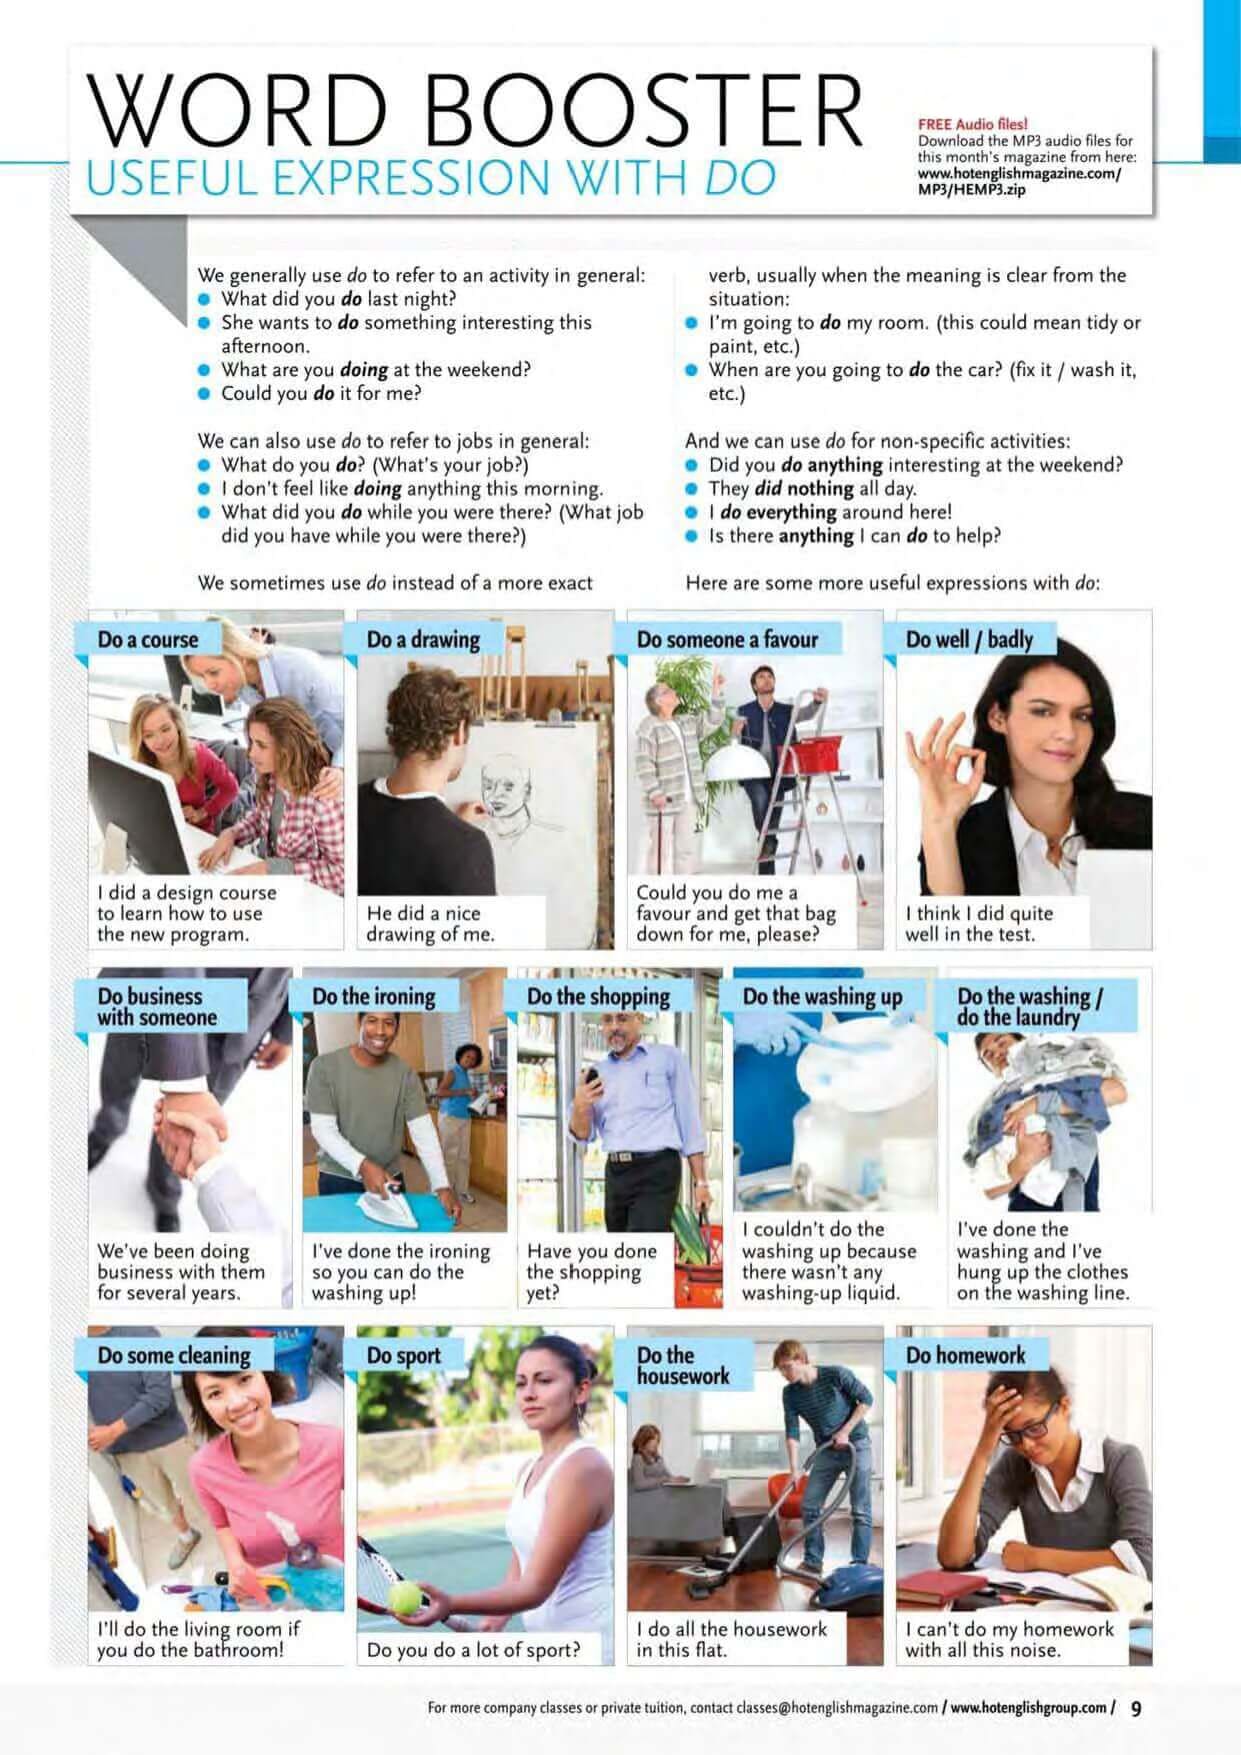 WORD BOOSTER
USEFUL EXPRESSION WITH DO
FREE Audio files!
Download the MP3 audio files for
this month's magazine from here:
www.hotenglishmagazine.com/
MP3/HEMP3.zip
We generally use do to refer to an activity in general:
● What did you do last night?
● She wants to do something interesting this
afternoon.
● What are you doing at the weekend?
● Could you do it for me?
We can also use do to refer to jobs in general:
● What do you do? (What's your job?)
● I don't feel like doing anything this morning.
● What did you do while you were there? (What job
did you have while you were there?)
We sometimes use do instead of a more exact
verb, usually when the meaning is clear from the
situation:
● I'm going to do my room. (this could mean tidy or
paint, etc.)
● When are you going to do the car? (fix it / wash it,
etc.)
And we can use do for non-specific activities:
● Did you do anything interesting at the weekend?
● They did nothing all day.
● I do everything around here!
● Is there anything I can do to help?
Here are some more useful expressions with do:
Do a course
I did a design course
to learn how to use
the new program.
Do a drawing
He did a nice
drawing of me.
Do someone a favour
Could you do me a
favour and get that bag
down for me, please?
Do well / badly
I think I did quite
well in the test.
Do business
with someone
We've been doing
business with them
for several years.
Do the ironing
I've done the ironing
so you can do the
washing up!
Do the shopping
Have you done
the shopping
yet?
Do the washing up
I couldn't do the
washing up because
there wasn't any
washing-up liquid.
Do the washing /
do the laundry
I've done the
washing and I've
hung up the clothes
on the washing line.
Do some cleaning
I'll do the living room if
you do the bathroom!
Do sport
Do you do a lot of sport?
Do the
housework
I do all the housework
in this flat.
Do homework
I can't do my homework
with all this noise.
For more company classes or private tuition, contact classes@hotenglishmagazine.com / www.hotenglishgroup.com / 9